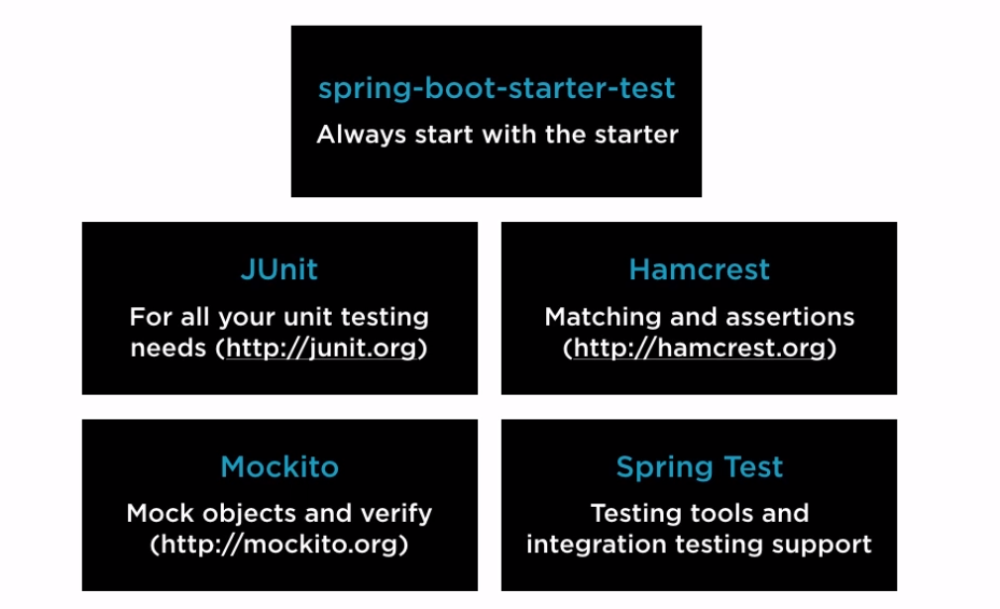 spring-boot-starter-test
Always start with the starter
JUnit
For all your unit testing
needs (http://junit.org)
Hamcrest
Matching and assertions
(http://hamcrest.org)
Mockito
Mock objects and verify
(http://mockito.org)
Spring Test
Testing tools and
integration testing support